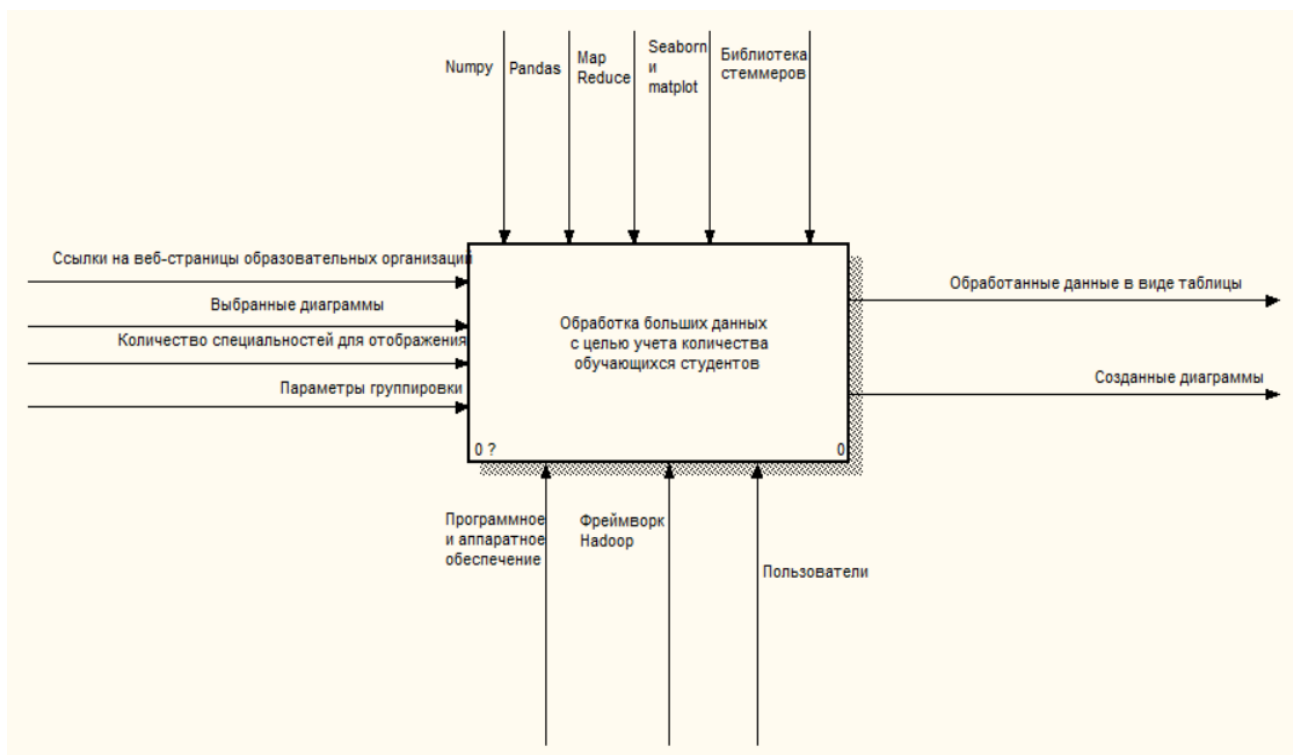 Numpy
Pandas
Map
Reduce
Seaborn
и
matplot
Библиотека
стеммеров
Ссылки на веб-страницы образовательных организаций
Выбранные диаграммы
Количество специальностей для отображения
Параметры группировки
Обработка больших данных
с целью учета количества
обучающихся студентов
0 ?
0
Обработанные данные в виде таблицы
Созданные диаграммы
Программное
и аппаратное
обеспечение
Фреймворк
Hadoop
Пользователи